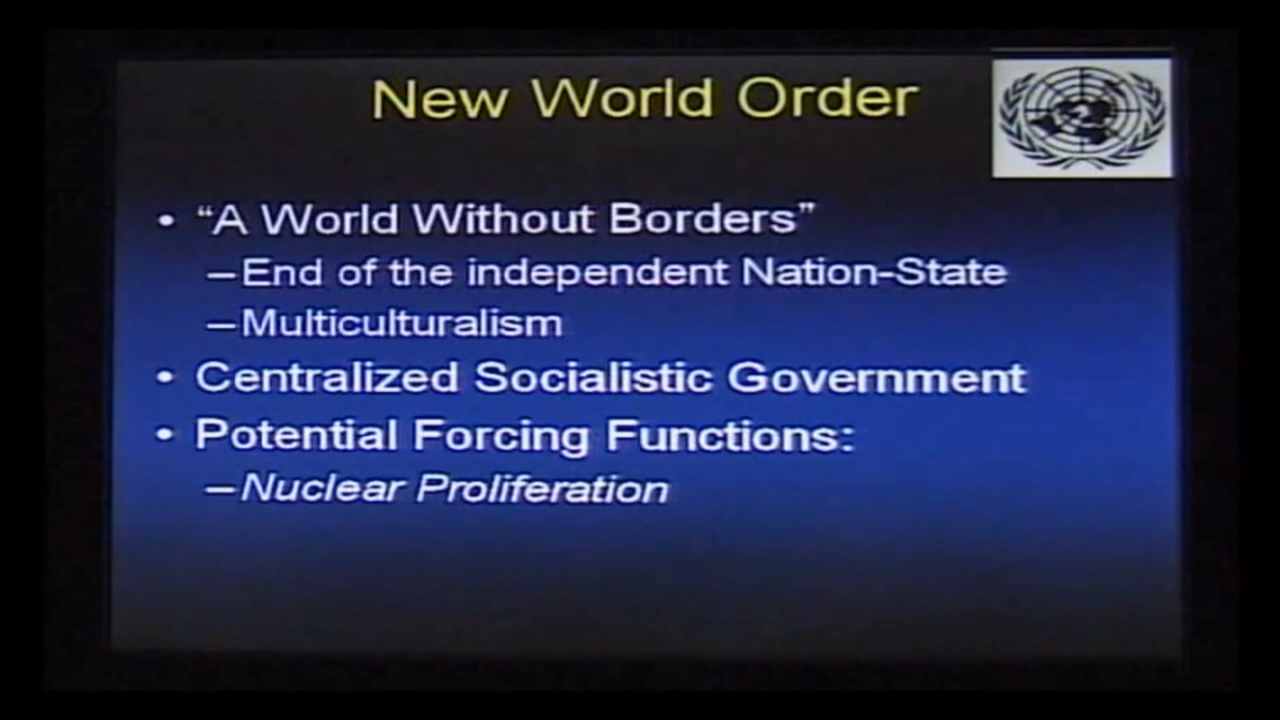 New World Order
• “A World Without Borders”
–End of the independent Nation-State
–Multiculturalism
• Centralized Socialistic Government
• Potential Forcing Functions:
–Nuclear Proliferation